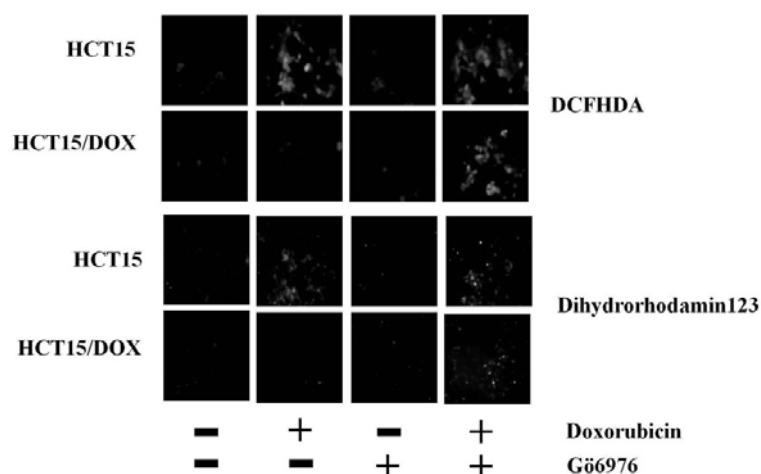 HCT15
DCFHDA
HCT15/DOX
HCT15
Dihydrorhodamin123
HCT15/DOX
- + - + Doxorubicin
- - + + Gö6976